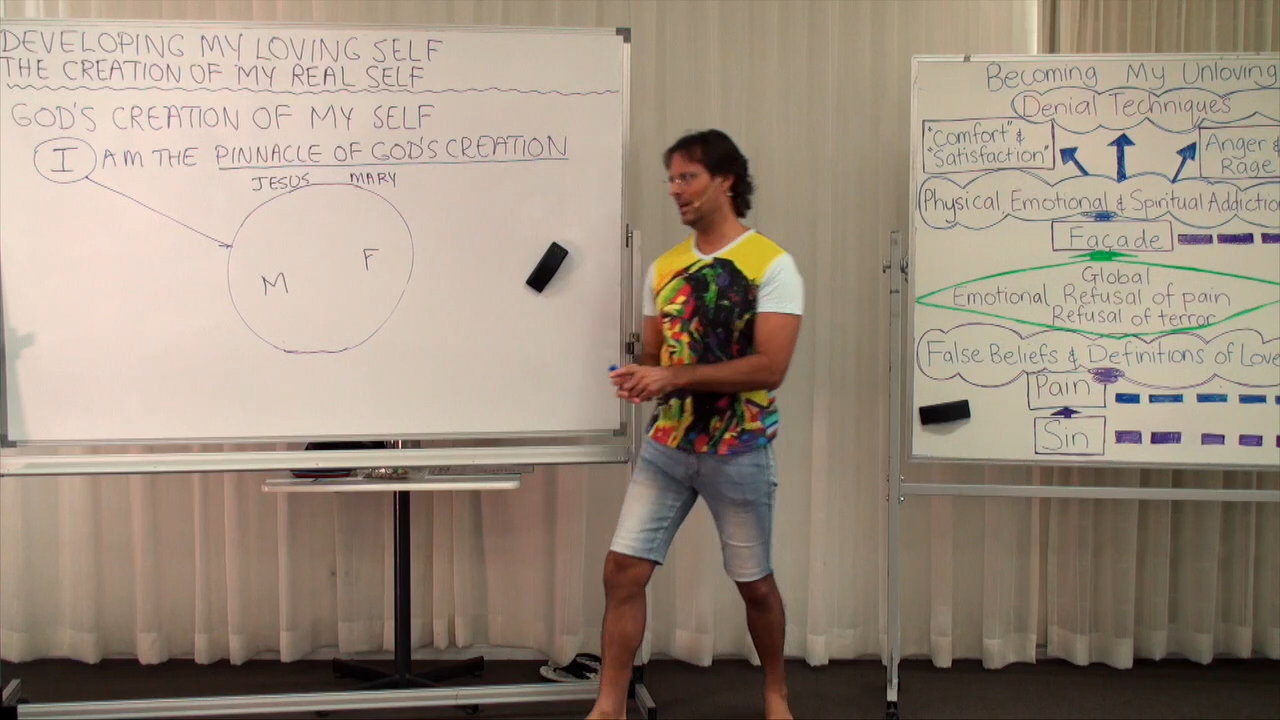 DEVELOPING MY LOVING SELF
THE CREATION OF MY REAL SELF
GOD'S CREATION OF MY SELF
I AM THE PINNACLE OF GOD'S CREATION
JESUS MARY
M F
Becoming My Unloving
Denial Techniques
"Comfort" &
"Satisfaction"
Anger &
Rage
Physical, Emotional & Spiritual Addiction
Façade
Global
Emotional Refusal of pain
Refusal of terror
False Beliefs & Definitions of Love
Pain
Sin